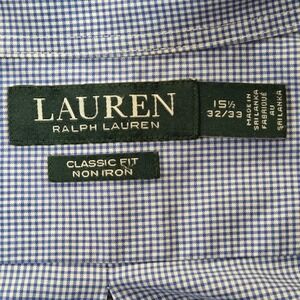 LAUREN
RALPH LAUREN
15½
32/33
MADE IN
SRI LANKA
FABRIQUÉ
AU
SRI LANKA
CLASSIC FIT
NON IRON